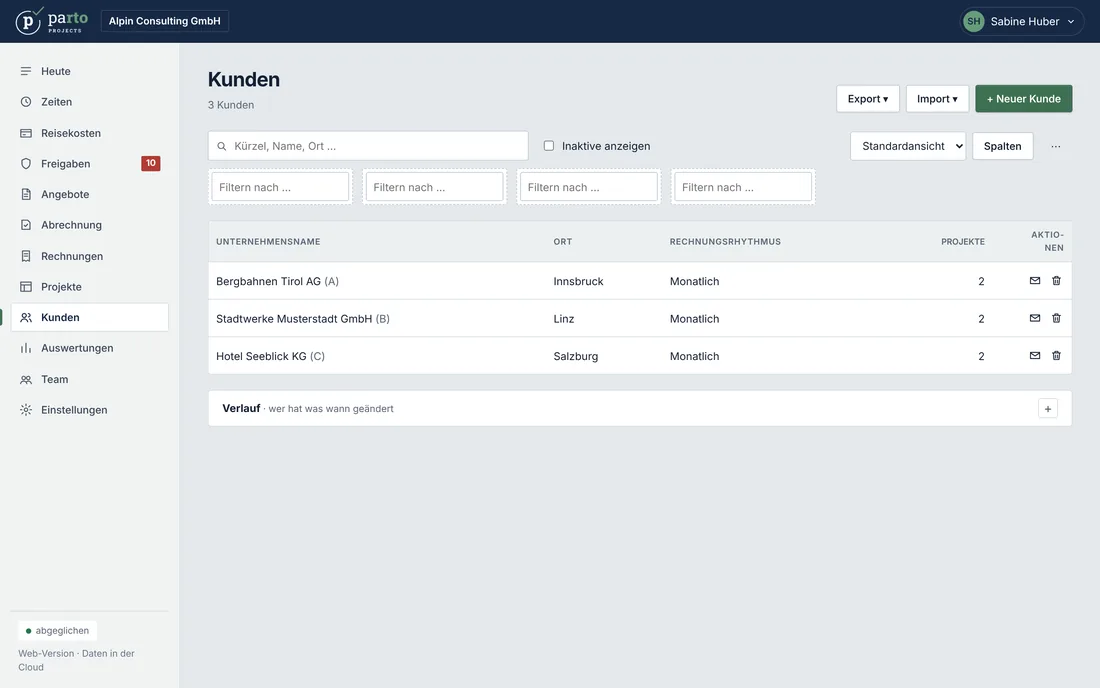 parto
PROJECTS
Alpin Consulting GmbH
SH Sabine Huber
Heute
Zeiten
Reisekosten
Freigaben 10
Angebote
Abrechnung
Rechnungen
Projekte
Kunden
Auswertungen
Team
Einstellungen
abgeglichen
Web-Version · Daten in der
Cloud
Kunden
3 Kunden
Export ▾ Import ▾ + Neuer Kunde
Kürzel, Name, Ort ... Inaktive anzeigen Standardansicht Spalten ...
Filtern nach ... Filtern nach ... Filtern nach ... Filtern nach ...
UNTERNEHMENSNAME ORT RECHNUNGSRHYTHMUS PROJEKTE AKTIO-
NEN
Bergbahnen Tirol AG (A) Innsbruck Monatlich 2
Stadtwerke Musterstadt GmbH (B) Linz Monatlich 2
Hotel Seeblick KG (C) Salzburg Monatlich 2
Verlauf · wer hat was wann geändert +